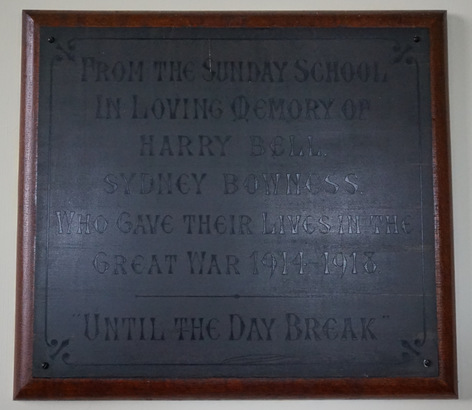 From the Sunday School
In Loving Memory of
HARRY BELL.
SYDNEY BOWNESS.
Who Gave their Lives in the
Great War 1914-1918
"Until the Day Break"